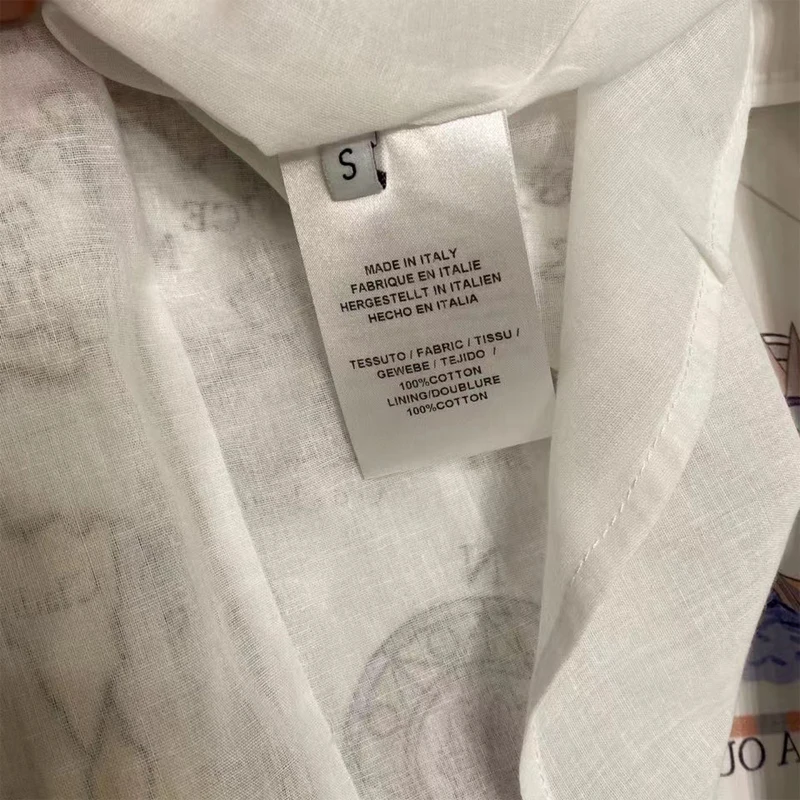 S
MADE IN ITALY
FABRIQUE EN ITALIE
HERGESTELLT IN ITALIEN
HECHO EN ITALIA
TESSUTO / FABRIC / TISSU /
GEWEBE / TEJIDO /
100%COTTON
LINING/DOUBLURE
100%COTTON